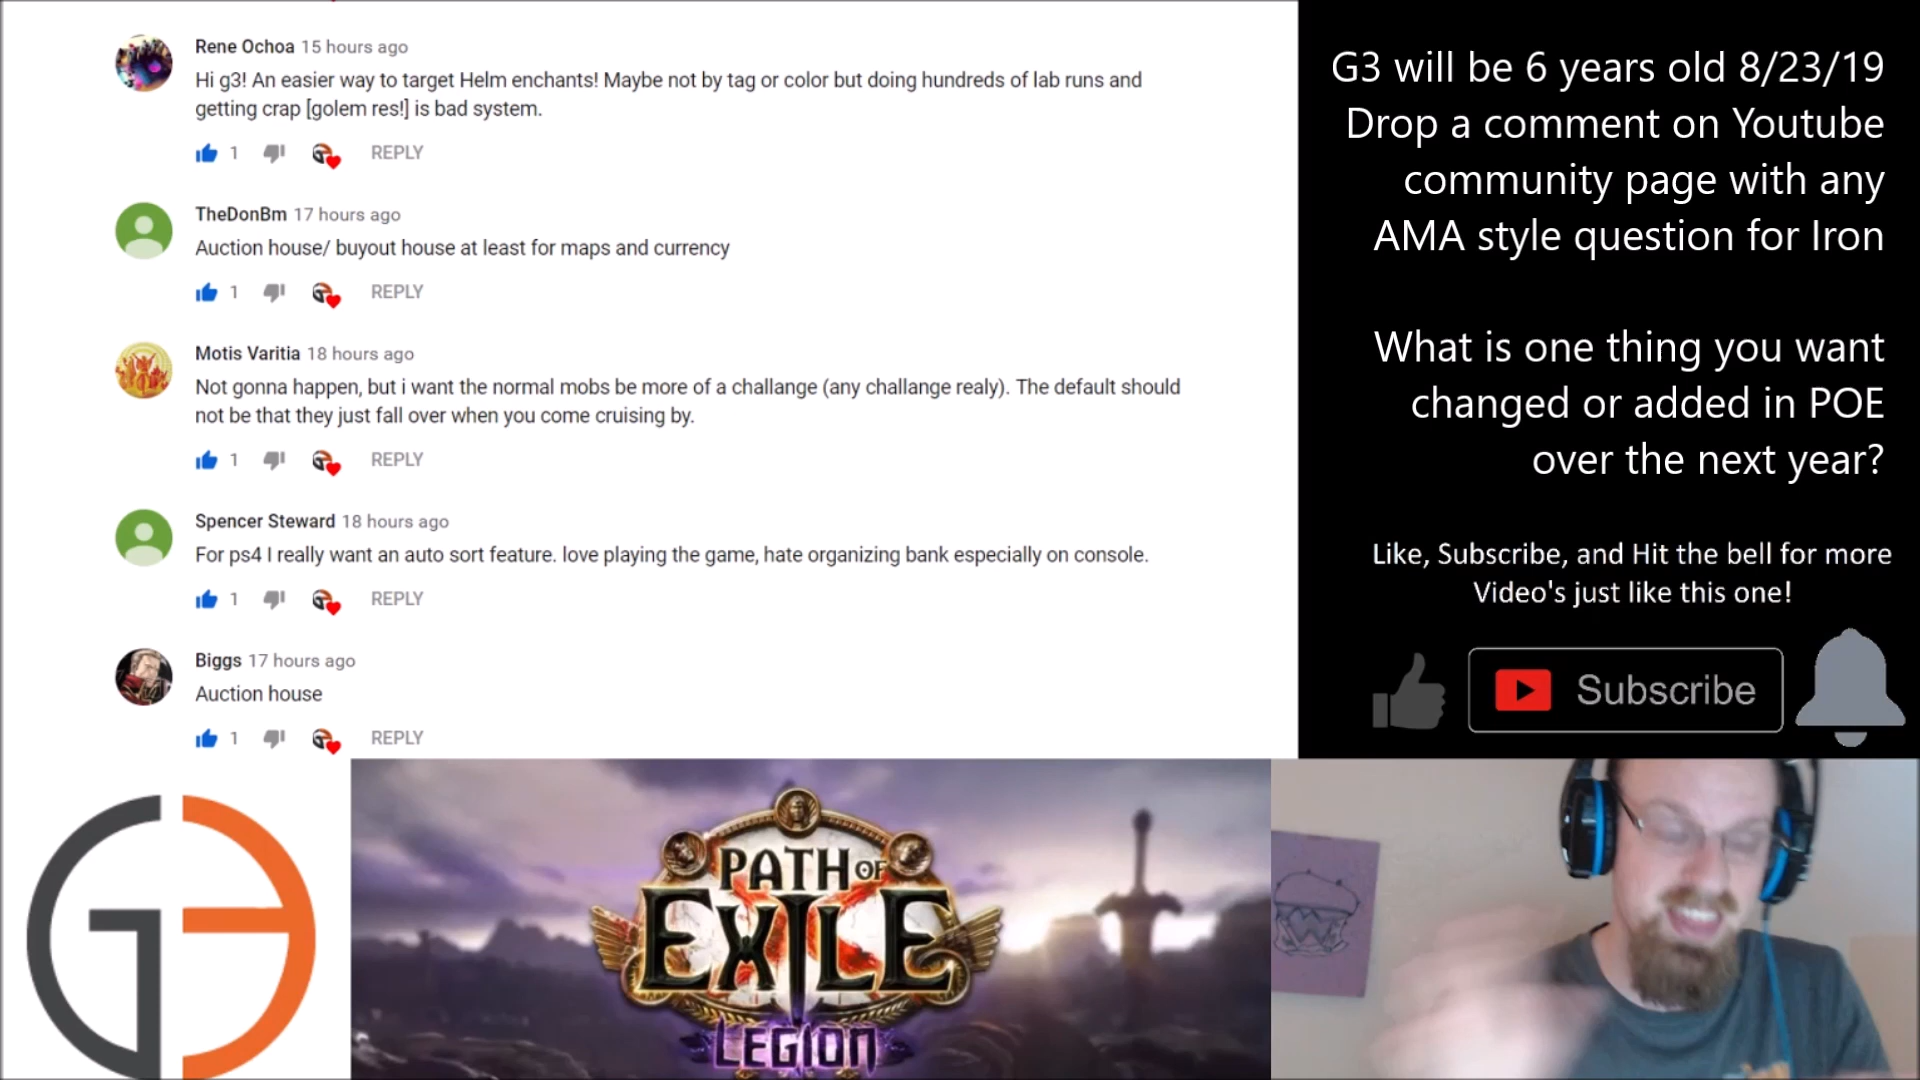 Rene Ochoa 15 hours ago
Hi g3! An easier way to target Helm enchants! Maybe not by tag or color but doing hundreds of lab runs and
getting crap [golem res!] is bad system.
1 REPLY
TheDonBm 17 hours ago
Auction house/ buyout house at least for maps and currency
1 REPLY
Motis Varitia 18 hours ago
Not gonna happen, but i want the normal mobs be more of a challange (any challange realy). The default should
not be that they just fall over when you come cruising by.
1 REPLY
Spencer Steward 18 hours ago
For ps4 I really want an auto sort feature. love playing the game, hate organizing bank especially on console.
1 REPLY
Biggs 17 hours ago
Auction house
1 REPLY
G3 will be 6 years old 8/23/19
Drop a comment on Youtube
community page with any
AMA style question for Iron
What is one thing you want
changed or added in POE
over the next year?
Like, Subscribe, and Hit the bell for more
Video's just like this one!
Subscribe
G3
PATH OF
EXILE
LEGION